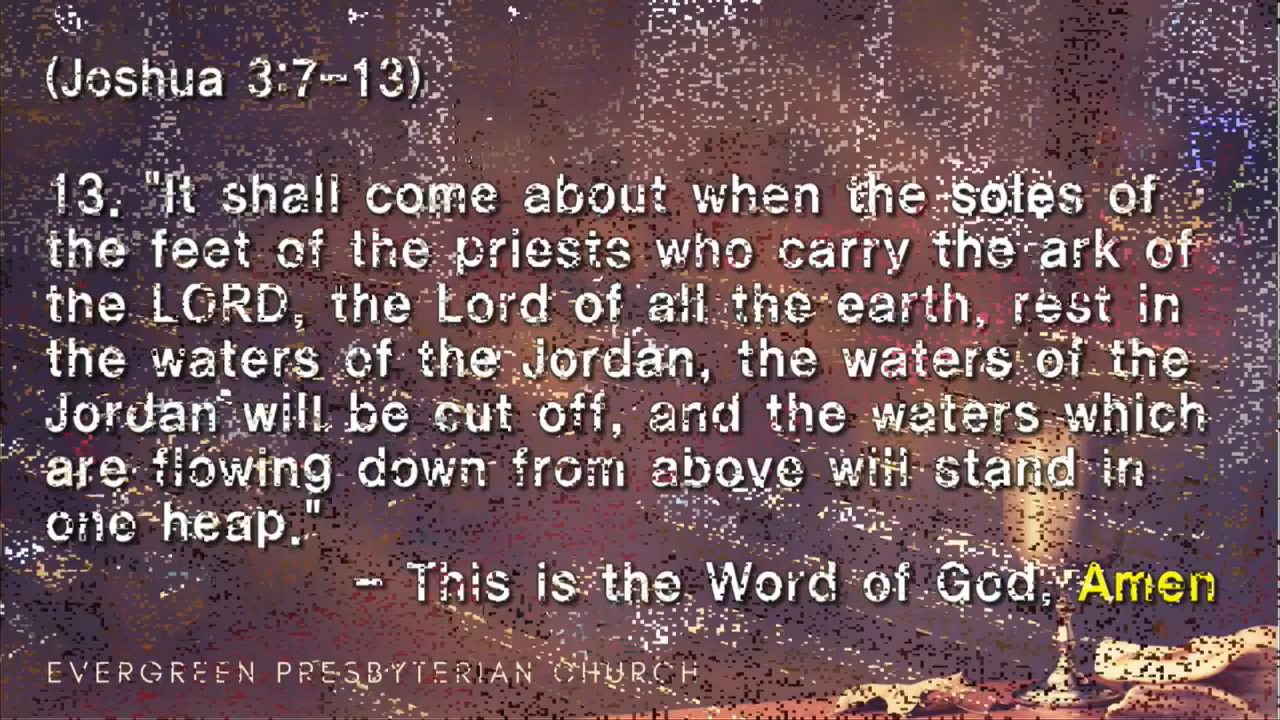 (Joshua 3:7-13)
13. "It shall come about when the soles of
the feet of the priests who carry the ark of
the LORD, the Lord of all the earth, rest in
the waters of the Jordan, the waters of the
Jordan will be cut off, and the waters which
are flowing down from above will stand in
one heap."
- This is the Word of God, Amen
EVERGREEN PRESBYTERIAN CHURCH